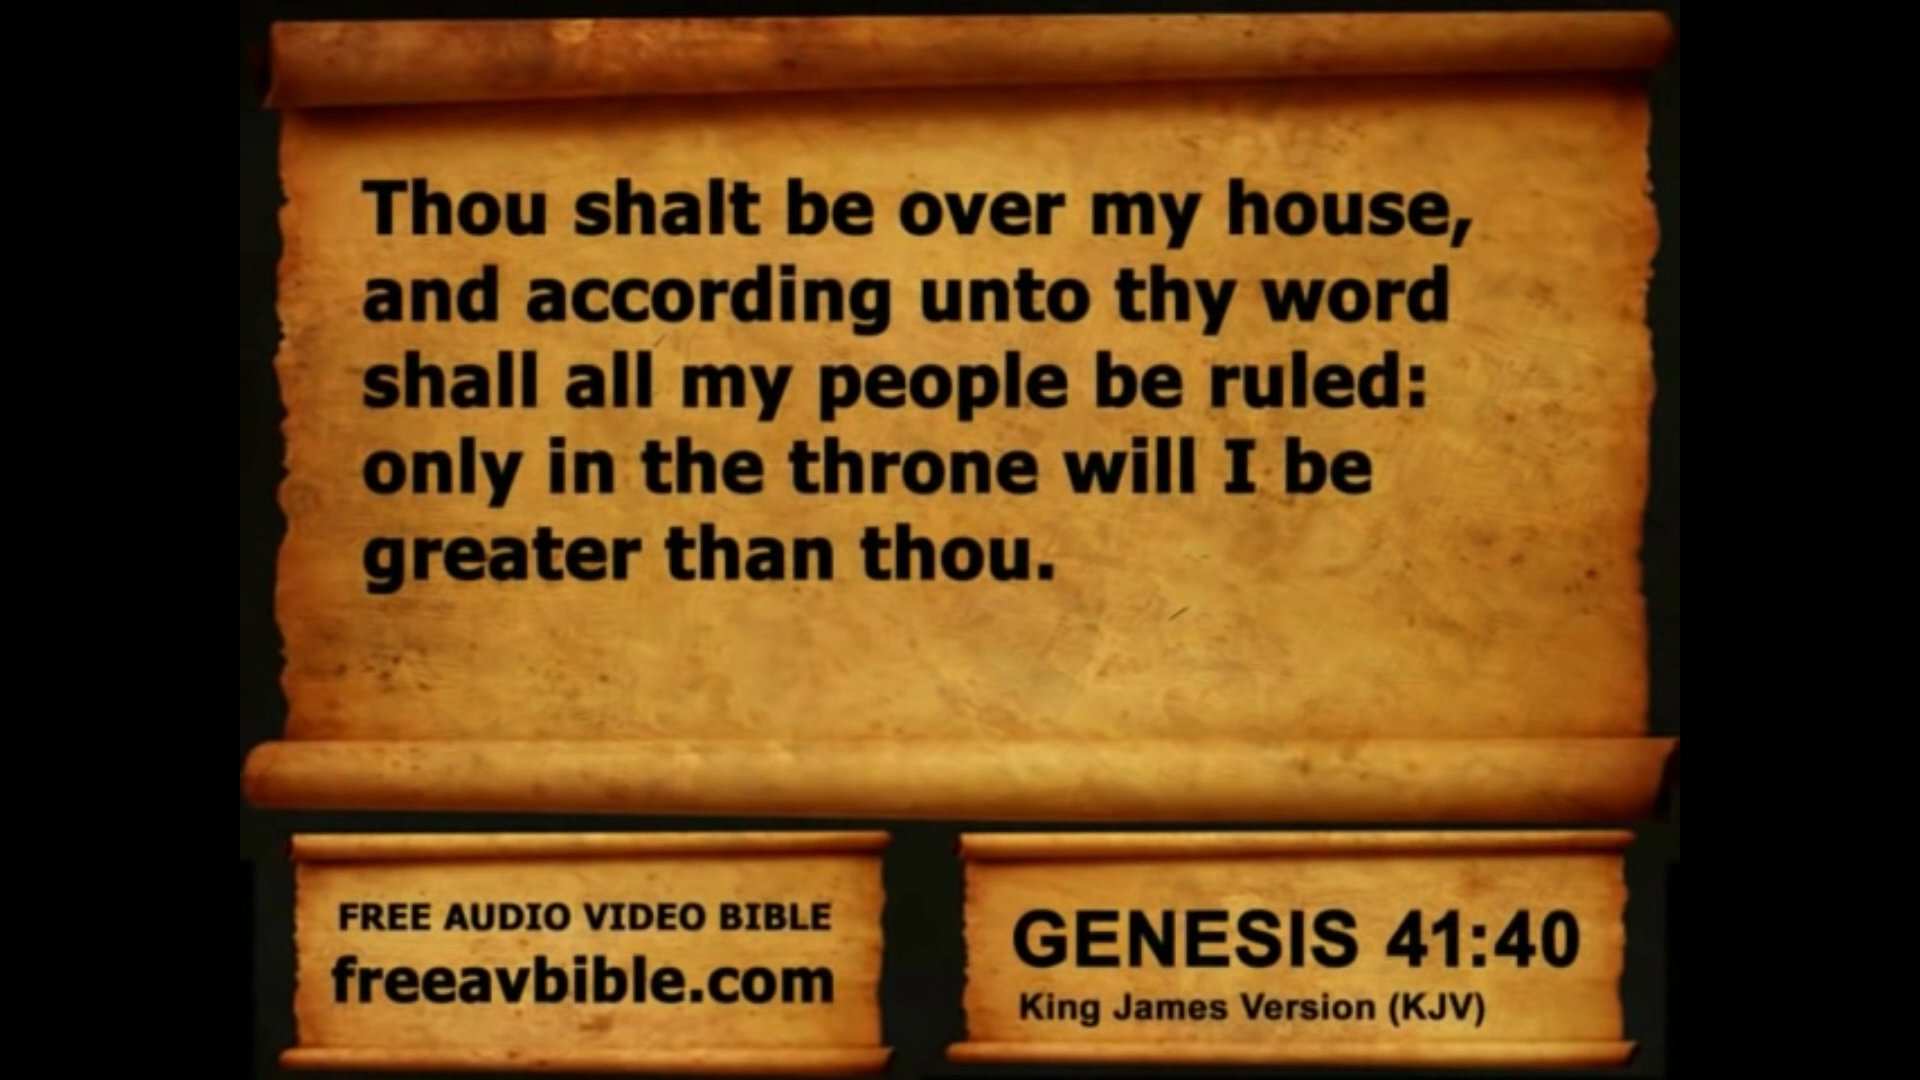 Thou shalt be over my house,
and according unto thy word
shall all my people be ruled:
only in the throne will I be
greater than thou.
FREE AUDIO VIDEO BIBLE
freeavbible.com
GENESIS 41:40
King James Version (KJV)